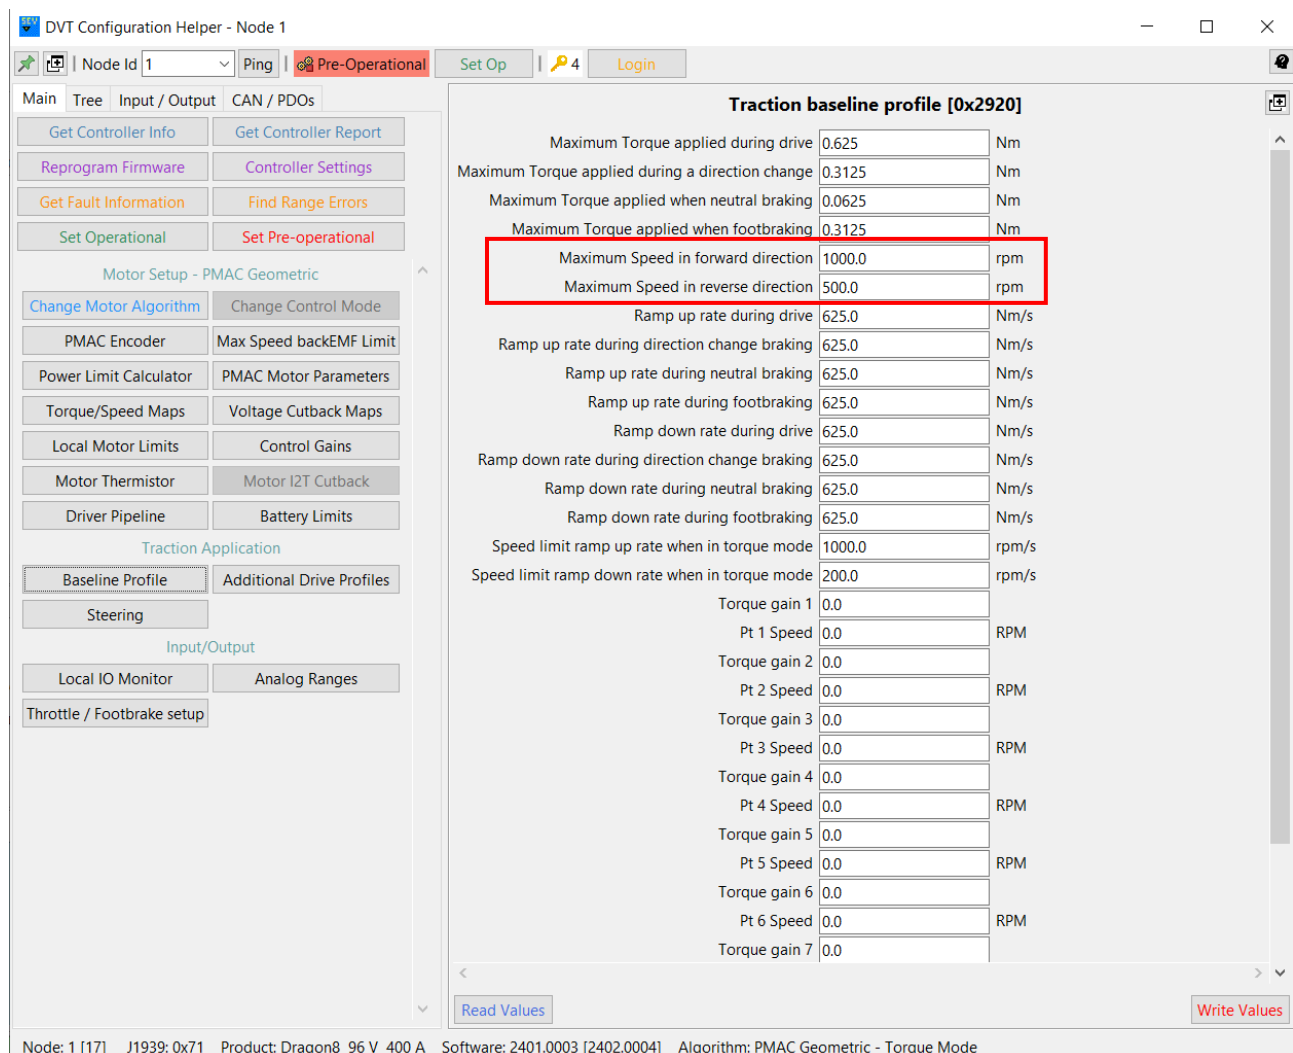 SEV
DVT Configuration Helper - Node 1
Node Id 1 Ping Pre-Operational Set Op 4 Login
Main Tree Input / Output CAN / PDOs
Get Controller Info Get Controller Report
Reprogram Firmware Controller Settings
Get Fault Information Find Range Errors
Set Operational Set Pre-operational
Motor Setup - PMAC Geometric
Change Motor Algorithm Change Control Mode
PMAC Encoder Max Speed backEMF Limit
Power Limit Calculator PMAC Motor Parameters
Torque/Speed Maps Voltage Cutback Maps
Local Motor Limits Control Gains
Motor Thermistor Motor I2T Cutback
Driver Pipeline Battery Limits
Traction Application
Baseline Profile Additional Drive Profiles
Steering
Input/Output
Local IO Monitor Analog Ranges
Throttle / Footbrake setup
Traction baseline profile [0x2920]
Maximum Torque applied during drive 0.625 Nm
Maximum Torque applied during a direction change 0.3125 Nm
Maximum Torque applied when neutral braking 0.0625 Nm
Maximum Torque applied when footbraking 0.3125 Nm
Maximum Speed in forward direction 1000.0 rpm
Maximum Speed in reverse direction 500.0 rpm
Ramp up rate during drive 625.0 Nm/s
Ramp up rate during direction change braking 625.0 Nm/s
Ramp up rate during neutral braking 625.0 Nm/s
Ramp up rate during footbraking 625.0 Nm/s
Ramp down rate during drive 625.0 Nm/s
Ramp down rate during direction change braking 625.0 Nm/s
Ramp down rate during neutral braking 625.0 Nm/s
Ramp down rate during footbraking 625.0 Nm/s
Speed limit ramp up rate when in torque mode 1000.0 rpm/s
Speed limit ramp down rate when in torque mode 200.0 rpm/s
Torque gain 1 0.0
Pt 1 Speed 0.0 RPM
Torque gain 2 0.0
Pt 2 Speed 0.0 RPM
Torque gain 3 0.0
Pt 3 Speed 0.0 RPM
Torque gain 4 0.0
Pt 4 Speed 0.0 RPM
Torque gain 5 0.0
Pt 5 Speed 0.0 RPM
Torque gain 6 0.0
Pt 6 Speed 0.0 RPM
Torque gain 7 0.0
Read Values Write Values
Node: 1 [17] J1939: 0x71 Product: Dragon8 96 V 400 A Software: 2401.0003 [2402.0004] Algorithm: PMAC Geometric - Torque Mode